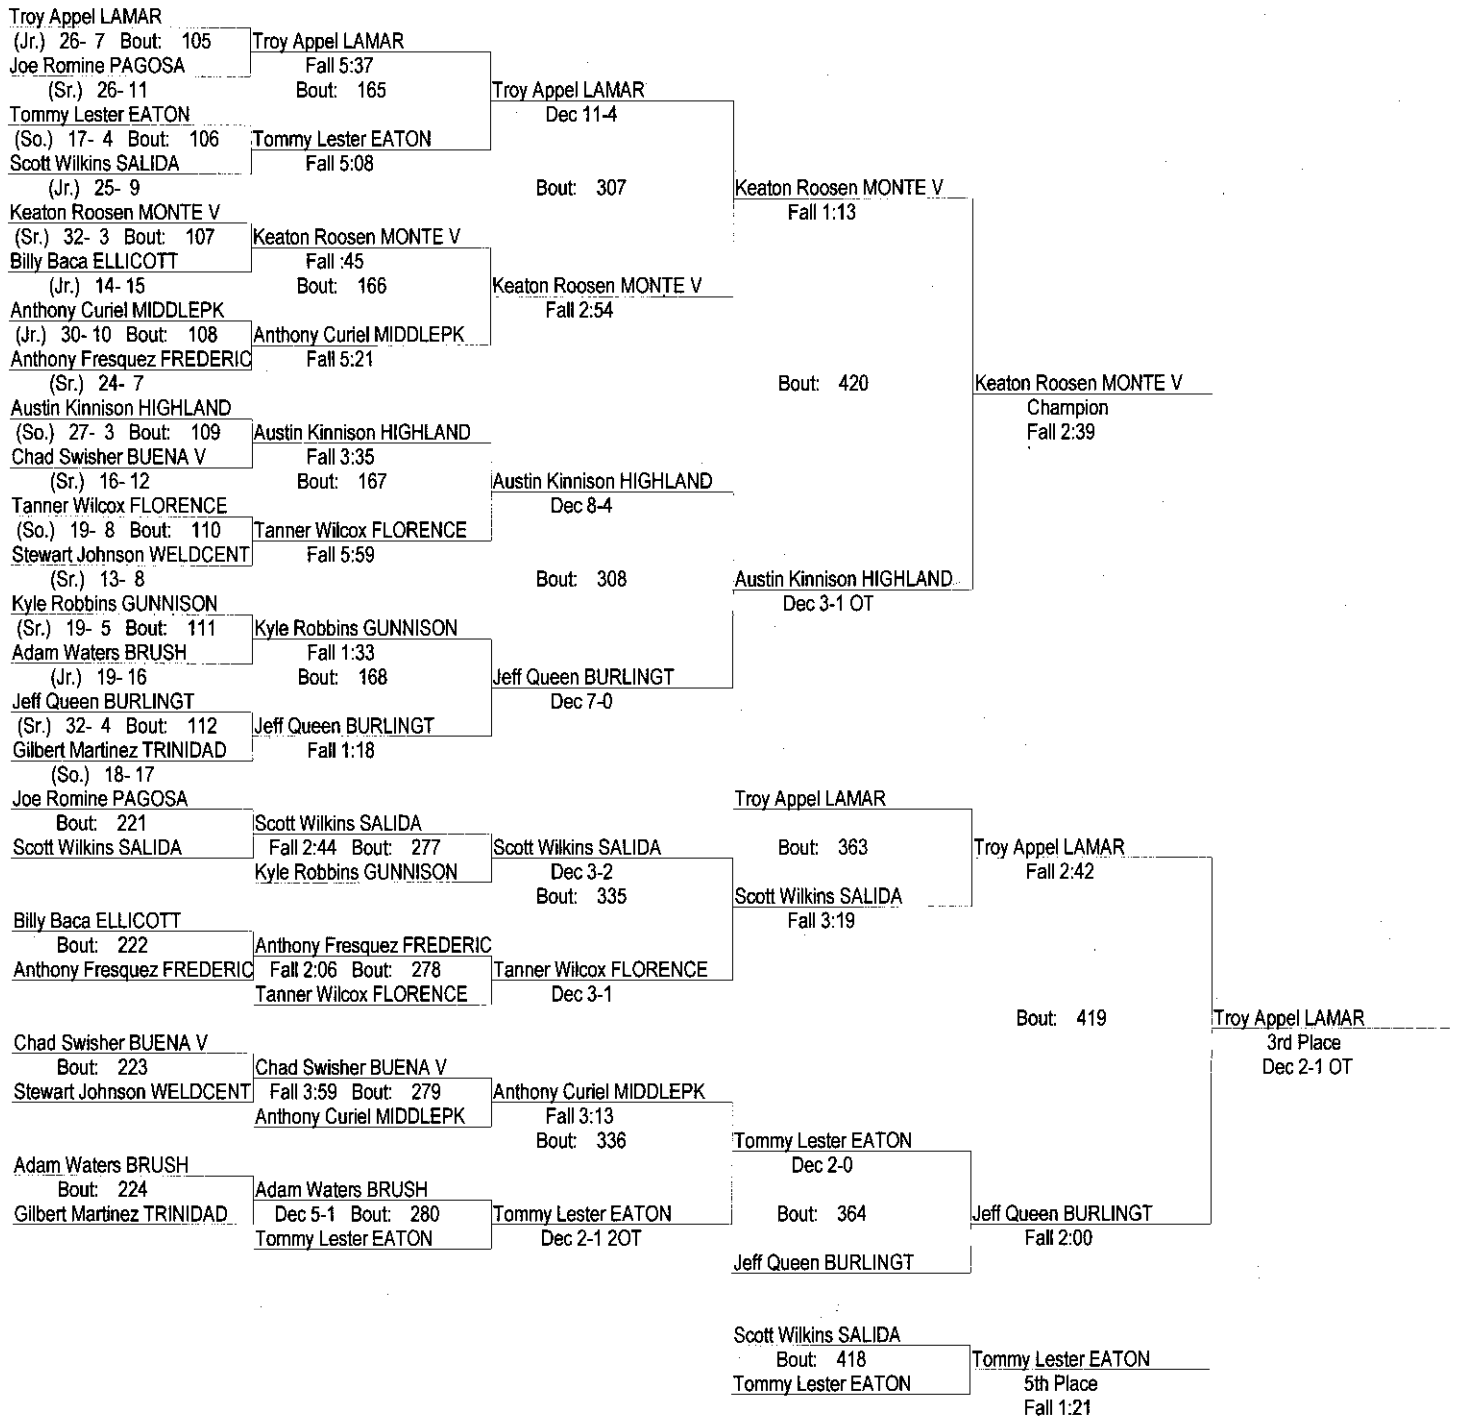 Troy Appel LAMAR
(Jr.) 26- 7 Bout: 105
Joe Romine PAGOSA
(Sr.) 26- 11
Tommy Lester EATON
(So.) 17- 4 Bout: 106
Scott Wilkins SALIDA
(Jr.) 25- 9
Keaton Roosen MONTE V
(Sr.) 32- 3 Bout: 107
Billy Baca ELLICOTT
(Jr.) 14- 15
Anthony Curiel MIDDLEPK
(Jr.) 30- 10 Bout: 108
Anthony Fresquez FREDERIC
(Sr.) 24- 7
Austin Kinnison HIGHLAND
(So.) 27- 3 Bout: 109
Chad Swisher BUENA V
(Sr.) 16- 12
Tanner Wilcox FLORENCE
(So.) 19- 8 Bout: 110
Stewart Johnson WELDCENT
(Sr.) 13- 8
Kyle Robbins GUNNISON
(Sr.) 19- 5 Bout: 111
Adam Waters BRUSH
(Jr.) 19- 16
Jeff Queen BURLINGT
(Sr.) 32- 4 Bout: 112
Gilbert Martinez TRINIDAD
(So.) 18- 17
Troy Appel LAMAR
Fall 5:37
Bout: 165
Tommy Lester EATON
Fall 5:08
Keaton Roosen MONTE V
Fall :45
Bout: 166
Anthony Curiel MIDDLEPK
Fall 5:21
Austin Kinnison HIGHLAND
Fall 3:35
Bout: 167
Tanner Wilcox FLORENCE
Fall 5:59
Kyle Robbins GUNNISON
Fall 1:33
Bout: 168
Jeff Queen BURLINGT
Fall 1:18
Troy Appel LAMAR
Dec 11-4
Bout: 307
Keaton Roosen MONTE V
Fall 2:54
Austin Kinnison HIGHLAND
Dec 8-4
Bout: 308
Jeff Queen BURLINGT
Dec 7-0
Keaton Roosen MONTE V
Fall 1:13
Bout: 420
Austin Kinnison HIGHLAND
Dec 3-1 OT
Keaton Roosen MONTE V
Champion
Fall 2:39
Joe Romine PAGOSA
Bout: 221
Scott Wilkins SALIDA
Billy Baca ELLICOTT
Bout: 222
Anthony Fresquez FREDERIC
Chad Swisher BUENA V
Bout: 223
Stewart Johnson WELDCENT
Adam Waters BRUSH
Bout: 224
Gilbert Martinez TRINIDAD
Scott Wilkins SALIDA
Fall 2:44 Bout: 277
Kyle Robbins GUNNISON
Anthony Fresquez FREDERIC
Fall 2:06 Bout: 278
Tanner Wilcox FLORENCE
Chad Swisher BUENA V
Fall 3:59 Bout: 279
Anthony Curiel MIDDLEPK
Adam Waters BRUSH
Dec 5-1 Bout: 280
Tommy Lester EATON
Scott Wilkins SALIDA
Dec 3-2
Bout: 335
Tanner Wilcox FLORENCE
Dec 3-1
Anthony Curiel MIDDLEPK
Fall 3:13
Bout: 336
Tommy Lester EATON
Dec 2-1 2OT
Troy Appel LAMAR
Bout: 363
Scott Wilkins SALIDA
Fall 3:19
Tommy Lester EATON
Dec 2-0
Bout: 364
Jeff Queen BURLINGT
Troy Appel LAMAR
Fall 2:42
Bout: 419
Jeff Queen BURLINGT
Fall 2:00
Troy Appel LAMAR
3rd Place
Dec 2-1 OT
Scott Wilkins SALIDA
Bout: 418
Tommy Lester EATON
Tommy Lester EATON
5th Place
Fall 1:21